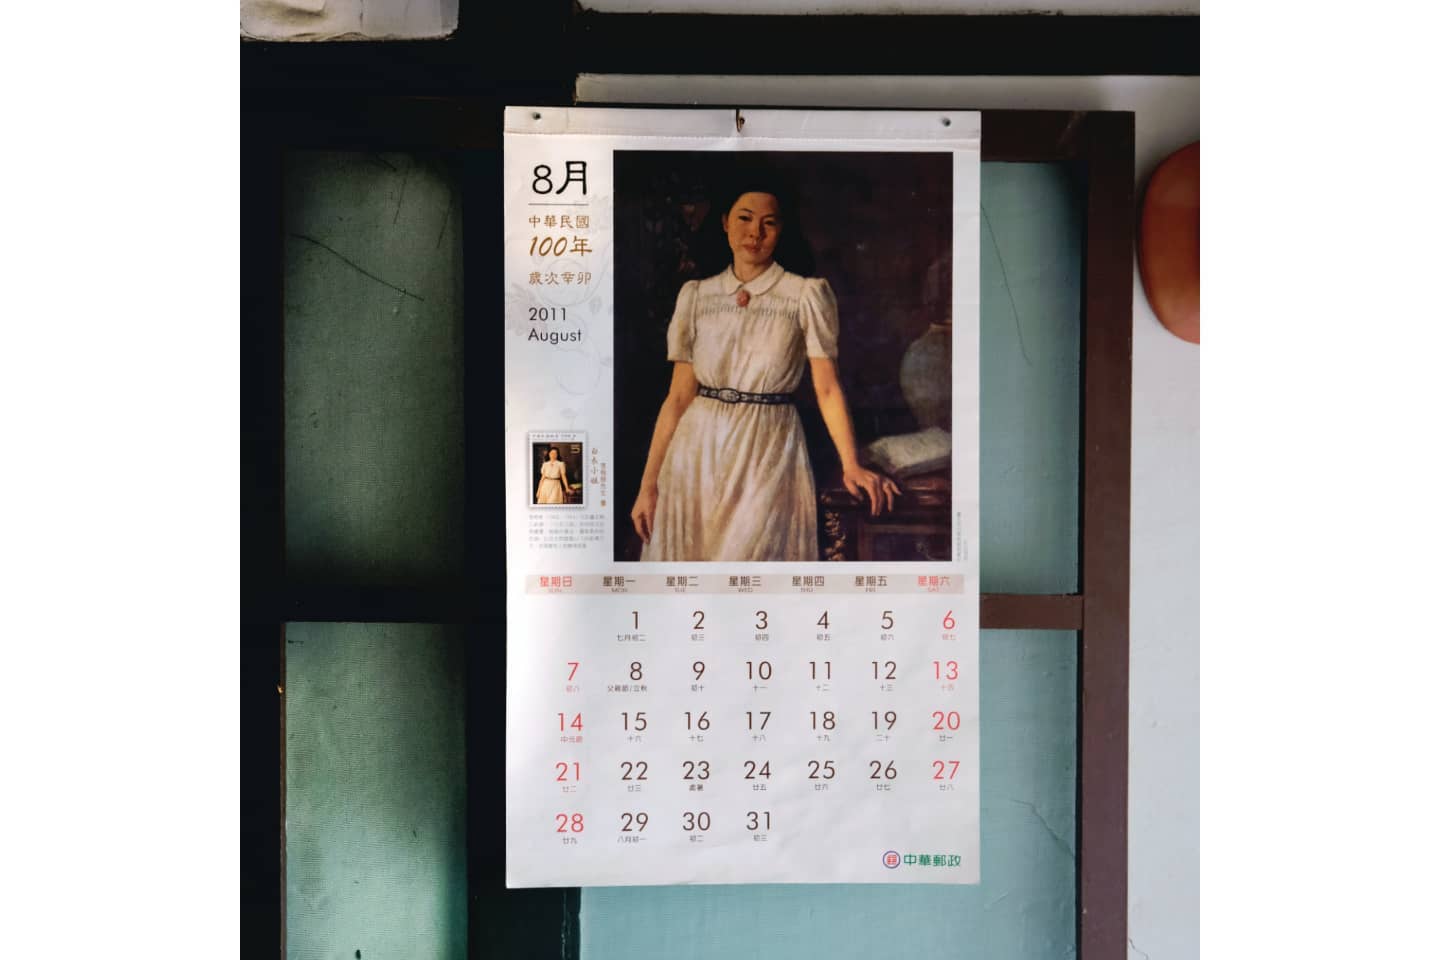 8月
中華民國
100年
歲次辛卯
2011
August
白衣小姐
星期日 星期一 星期二 星期三 星期四 星期五 星期六
SUN. MON. TUE. WED. THU. FRI. SAT.
1 2 3 4 5 6
七月初二 初三 初四 初五 初六 初七
7 8 9 10 11 12 13
初八 父親節/立秋 初十 十一 十二 十三 十四
14 15 16 17 18 19 20
中元節 十六 十七 十八 十九 二十 廿一
21 22 23 24 25 26 27
廿二 廿三 處暑 廿五 廿六 廿七 廿八
28 29 30 31
廿九 八月初一 初二 初三
中華郵政